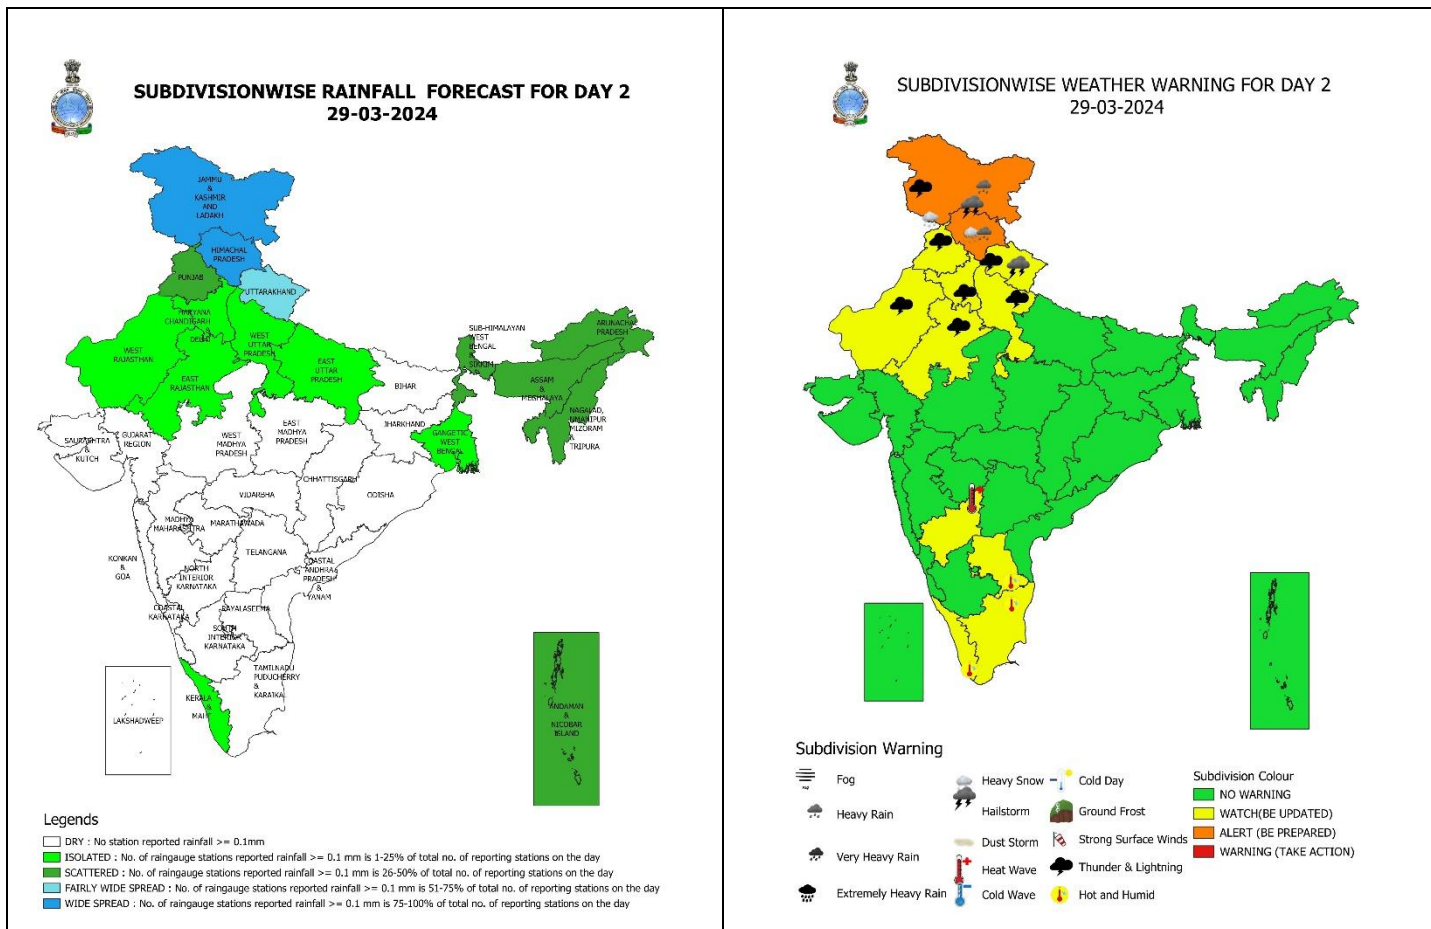 SUBDIVISIONWISE RAINFALL FORECAST FOR DAY 2
29-03-2024
JAMMU
&
KASHMIR
AND
LADAKH
HIMACHAL
PRADESH
PUNJAB
UTTARAKHAND
HARYANA
CHANDIGARH
&
DELHI
WEST
RAJASTHAN
WEST
UTTAR
PRADESH
EAST
RAJASTHAN
EAST
UTTAR
PRADESH
SUB-HIMALAYAN
WEST
BENGAL
&
SIKKIM
ARUNACHAL
PRADESH
ASSAM
&
MEGHALAYA
NAGALAD,
MANIPUR
MIZORAM
&
TRIPURA
BIHAR
JHARKHAND
GANGETIC
WEST
BENGAL
SAURASHTRA
&
KUTCH
GUJARAT
REGION
WEST
MADHYA
PRADESH
EAST
MADHYA
PRADESH
CHHATTISGARH
ODISHA
VIDARBHA
MADHYA
MAHARASHTRA
MARATHAWADA
TELANGANA
KONKAN
&
GOA
NORTH
INTERIOR
KARNATAKA
COASTAL
ANDHRA
PRADESH
&
YANAM
COASTAL
KARNATAKA
RAYALASEEMA
SOUTH
INTERIOR
KARNATAKA
TAMILNADU
PUDUCHERRY
&
KARAIKAL
KERALA
&
MAHE
LAKSHADWEEP
ANDAMAN
&
NICOBAR
ISLAND
Legends
DRY : No station reported rainfall >= 0.1mm
ISOLATED : No. of raingauge stations reported rainfall >= 0.1 mm is 1-25% of total no. of reporting stations on the day
SCATTERED : No. of raingauge stations reported rainfall >= 0.1 mm is 26-50% of total no. of reporting stations on the day
FAIRLY WIDE SPREAD : No. of raingauge stations reported rainfall >= 0.1 mm is 51-75% of total no. of reporting stations on the day
WIDE SPREAD : No. of raingauge stations reported rainfall >= 0.1 mm is 75-100% of total no. of reporting stations on the day
SUBDIVISIONWISE WEATHER WARNING FOR DAY 2
29-03-2024
Subdivision Warning
Fog
Heavy Rain
Very Heavy Rain
Extremely Heavy Rain
Heavy Snow
Hailstorm
Dust Storm
Heat Wave
Cold Wave
Cold Day
Ground Frost
Strong Surface Winds
Thunder & Lightning
Hot and Humid
Subdivision Colour
NO WARNING
WATCH(BE UPDATED)
ALERT (BE PREPARED)
WARNING (TAKE ACTION)